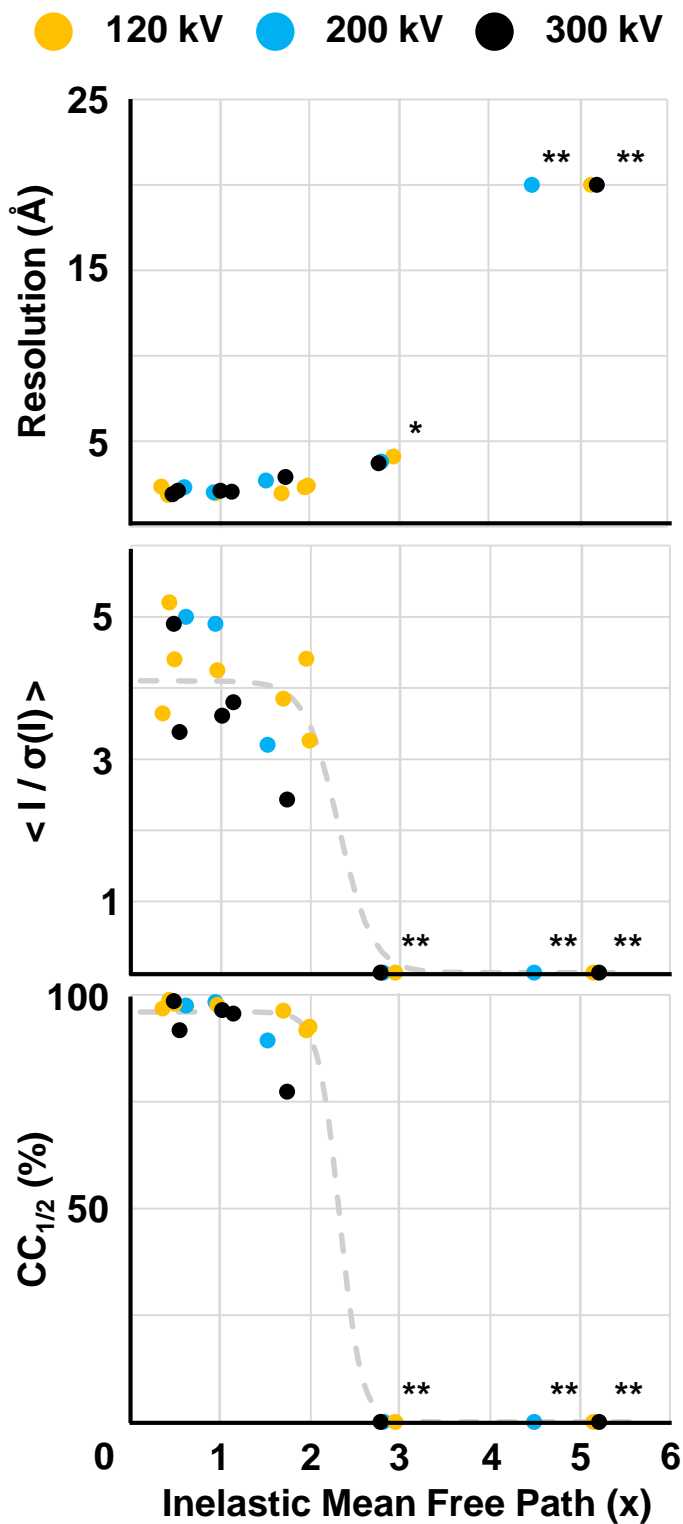 120 kV 200 kV 300 kV
25
** **
15
Resolution (Å)
5
*
5
3
< I / σ(I) >
1
** ** **
100
CC1/2 (%)
50
** ** **
0 1 2 3 4 5 6
Inelastic Mean Free Path (x)